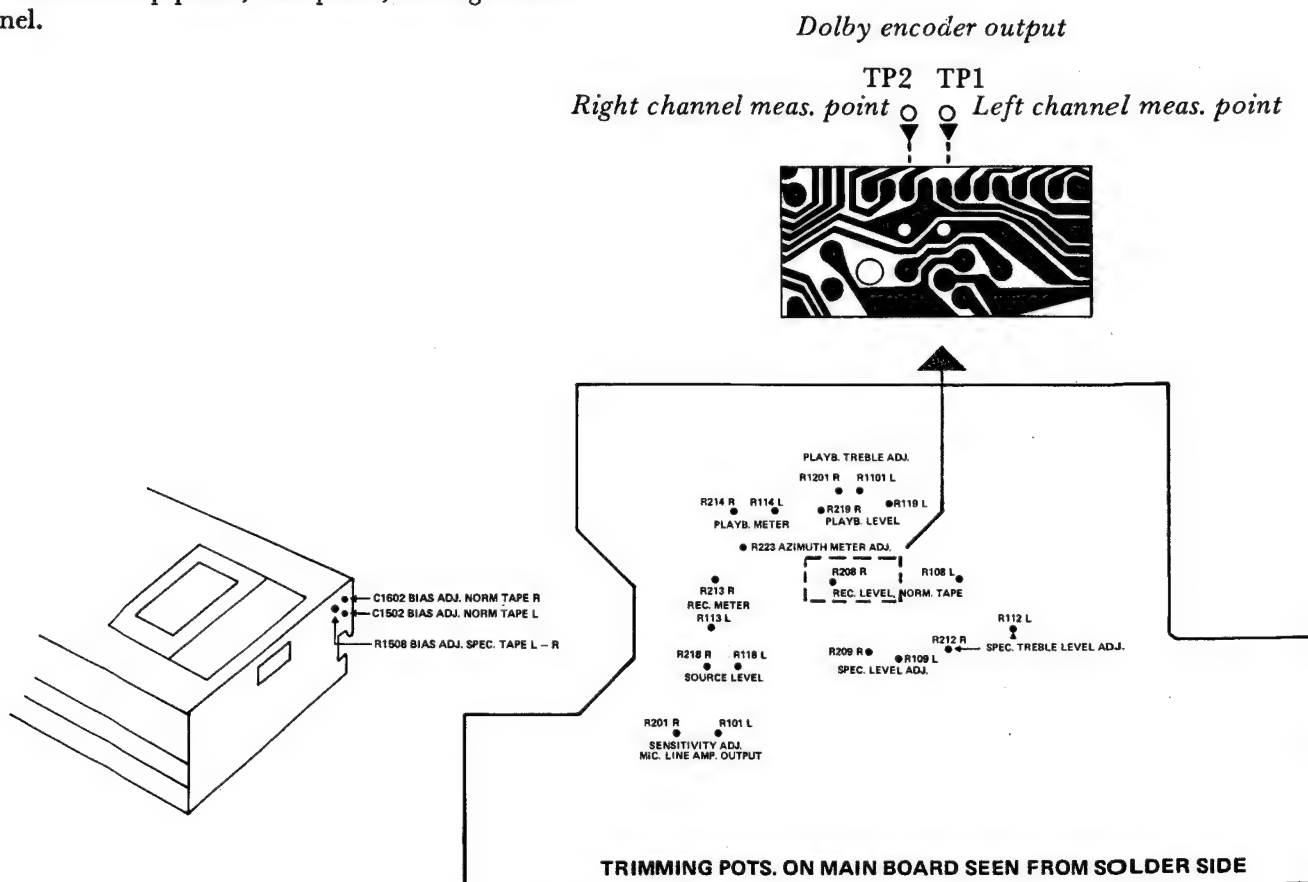 nel.
Dolby encoder output
TP2 TP1
Right channel meas. point
Left channel meas. point
PLAYB. TREBLE ADJ.
R1201 R R1101 L
R214 R R114 L
R219 R
R119 L
PLAYB. METER
PLAYB. LEVEL
R223 AZIMUTH METER ADJ.
R208 R
R108 L
REC. LEVEL, NORM. TAPE
R213 R
REC. METER
R113 L
R112 L
R212 R
SPEC. TREBLE LEVEL ADJ.
R218 R R118 L
SOURCE LEVEL
R209 R
R109 L
SPEC. LEVEL ADJ.
R201 R R101 L
SENSITIVITY ADJ.
MIC. LINE AMP. OUTPUT
C1602 BIAS ADJ. NORM TAPE R
C1502 BIAS ADJ. NORM TAPE L
R1508 BIAS ADJ. SPEC. TAPE L – R
TRIMMING POTS. ON MAIN BOARD SEEN FROM SOLDER SIDE